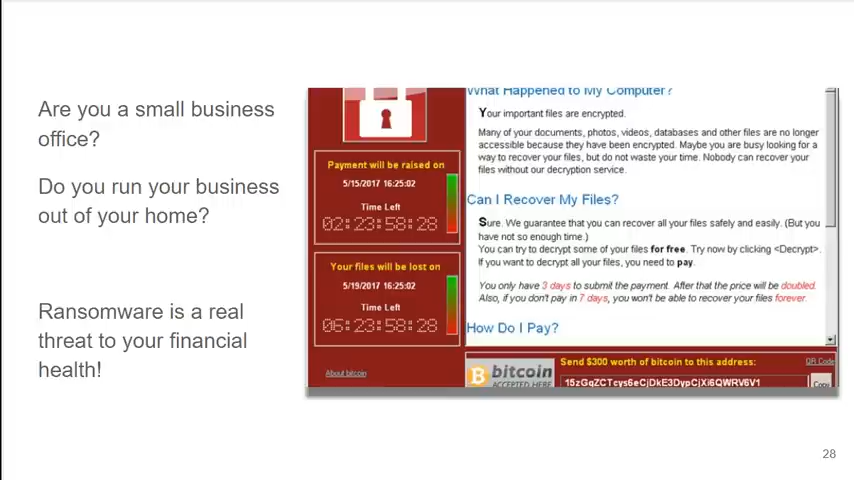 Are you a small business
office?
Do you run your business
out of your home?
Ransomware is a real
threat to your financial
health!
Payment will be raised on
5/15/2017 16:25:02
Time Left
02:23:58:28
Your files will be lost on
5/19/2017 16:25:02
Time Left
06:23:58:28
About bitcoin
What Happened to My Computer?
Your important files are encrypted.
Many of your documents, photos, videos, databases and other files are no longer
accessible because they have been encrypted. Maybe you are busy looking for a
way to recover your files, but do not waste your time. Nobody can recover your
files without our decryption service.
Can I Recover My Files?
Sure. We guarantee that you can recover all your files safely and easily. (But you
have not so enough time.)
You can try to decrypt some of your files for free. Try now by clicking <Decrypt>.
If you want to decrypt all your files, you need to pay.
You only have 3 days to submit the payment. After that the price will be doubled.
Also, if you don't pay in 7 days, you won't be able to recover your files forever.
How Do I Pay?
bitcoin
ACCEPTED HERE
Send $300 worth of bitcoin to this address:
QR Code
Copy
28